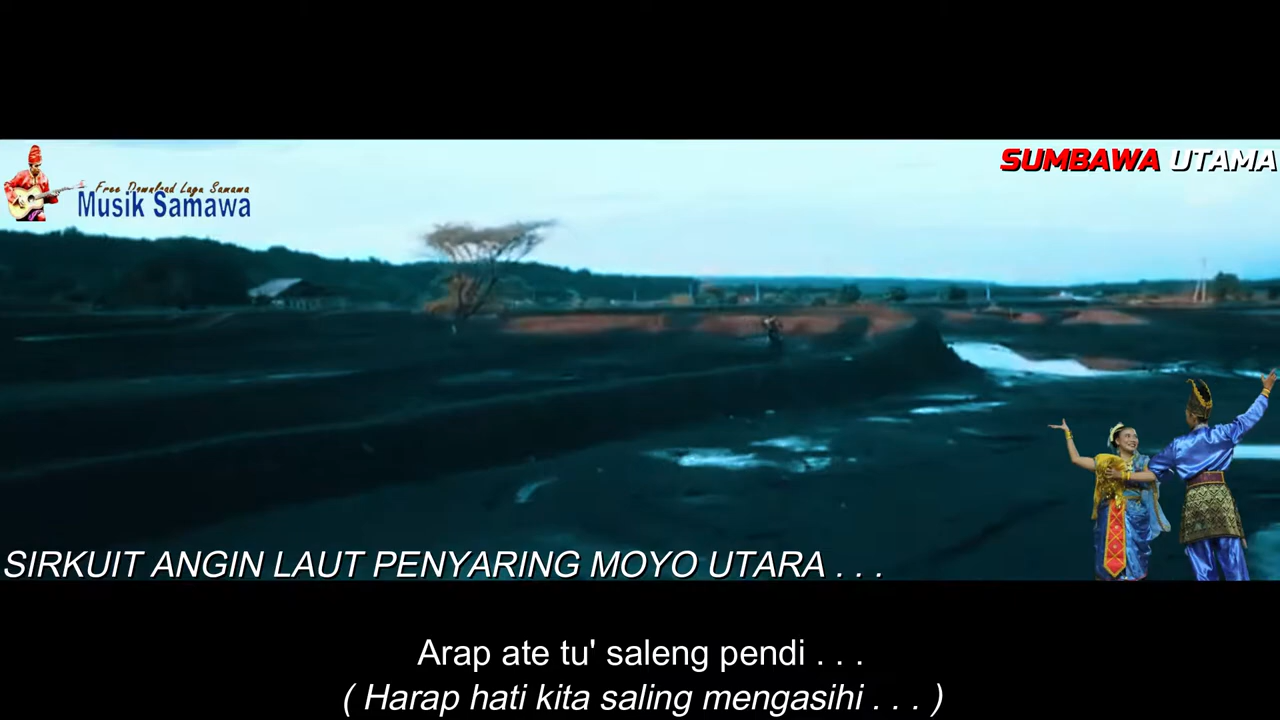 SUMBAWA UTAMA
Free Download Lagu Samawa
Musik Samawa
SIRKUIT ANGIN LAUT PENYARING MOYO UTARA . . .
Arap ate tu' saleng pendi . . .
( Harap hati kita saling mengasihi . . . )